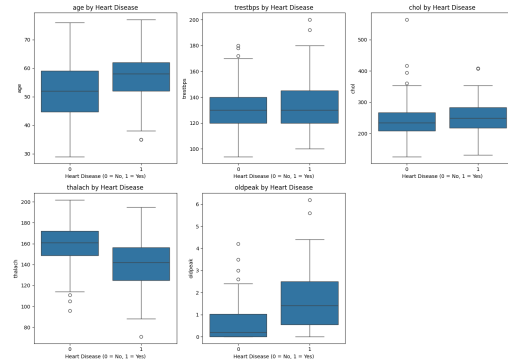 age by Heart Disease
age
70
60
50
40
30
0
1
Heart Disease (0 = No, 1 = Yes)
trestbps by Heart Disease
trestbps
200
180
160
140
120
100
0
1
Heart Disease (0 = No, 1 = Yes)
chol by Heart Disease
chol
500
400
300
200
0
1
Heart Disease (0 = No, 1 = Yes)
thalach by Heart Disease
thalach
200
180
160
140
120
100
80
0
1
Heart Disease (0 = No, 1 = Yes)
oldpeak by Heart Disease
oldpeak
6
5
4
3
2
1
0
0
1
Heart Disease (0 = No, 1 = Yes)